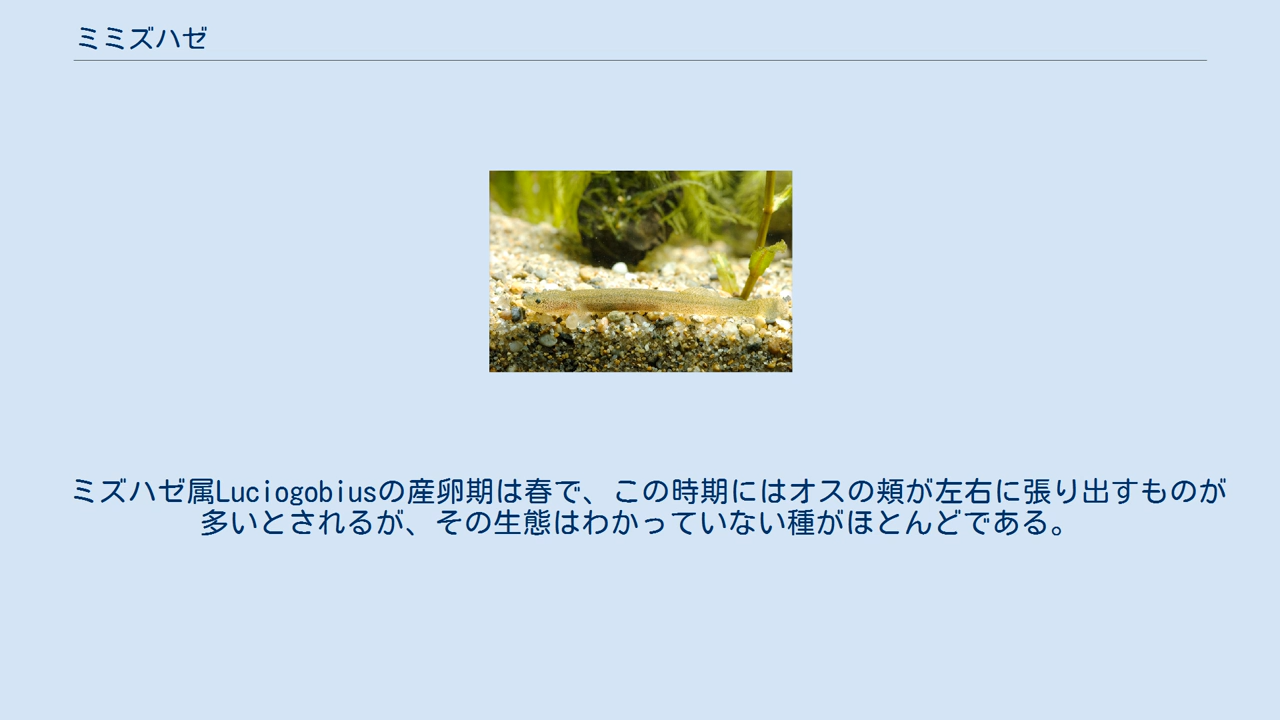 ミミズハゼ
ミズハゼ属Luciogobiusの産卵期は春で、この時期にはオスの頬が左右に張り出すものが
多いとされるが、その生態はわかっていない種がほとんどである。